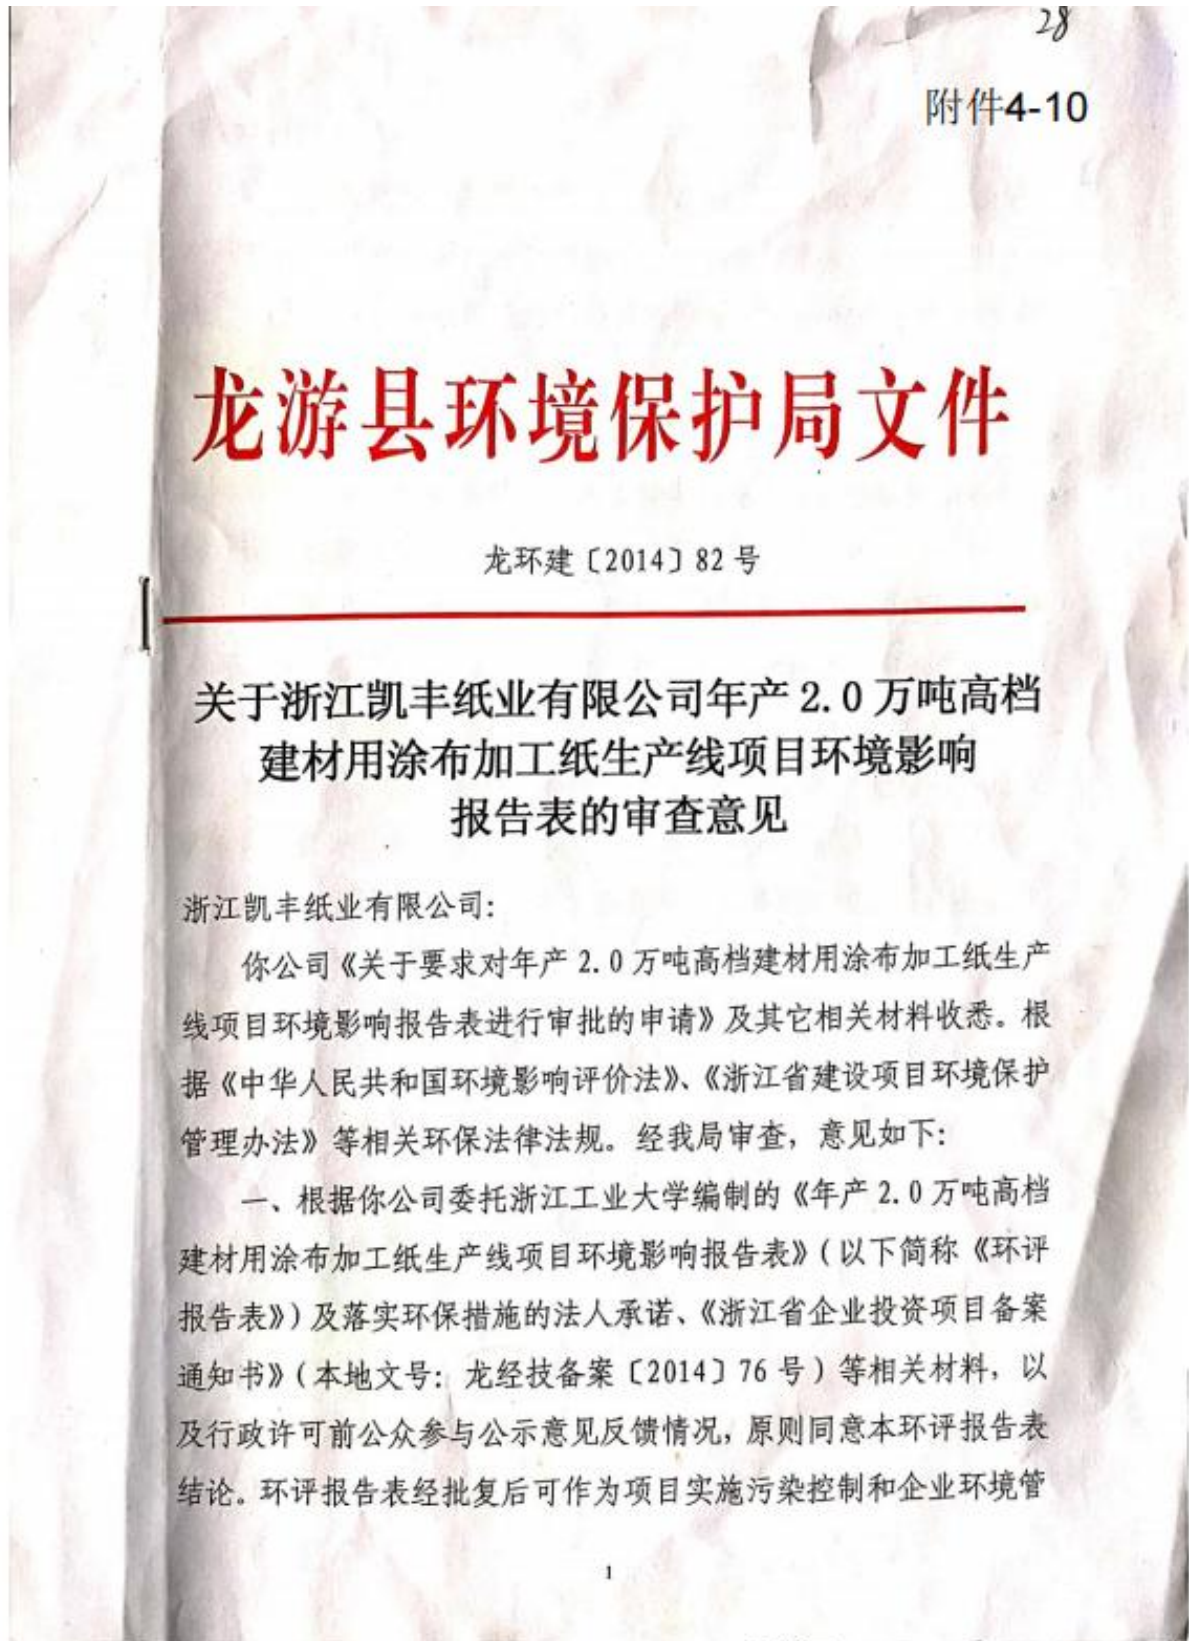 28
附件4-10
龙游县环境保护局文件
龙环建〔2014〕82 号
关于浙江凯丰纸业有限公司年产 2.0 万吨高档
建材用涂布加工纸生产线项目环境影响
报告表的审查意见
浙江凯丰纸业有限公司:
你公司《关于要求对年产 2.0 万吨高档建材用涂布加工纸生产
线项目环境影响报告表进行审批的申请》及其它相关材料收悉。根
据《中华人民共和国环境影响评价法》、《浙江省建设项目环境保护
管理办法》等相关环保法律法规。经我局审查，意见如下:
一、根据你公司委托浙江工业大学编制的《年产 2.0 万吨高档
建材用涂布加工纸生产线项目环境影响报告表》(以下简称《环评
报告表》)及落实环保措施的法人承诺、《浙江省企业投资项目备案
通知书》(本地文号: 龙经技备案〔2014〕76 号)等相关材料，以
及行政许可前公众参与公示意见反馈情况，原则同意本环评报告表
结论。环评报告表经批复后可作为项目实施污染控制和企业环境管
1